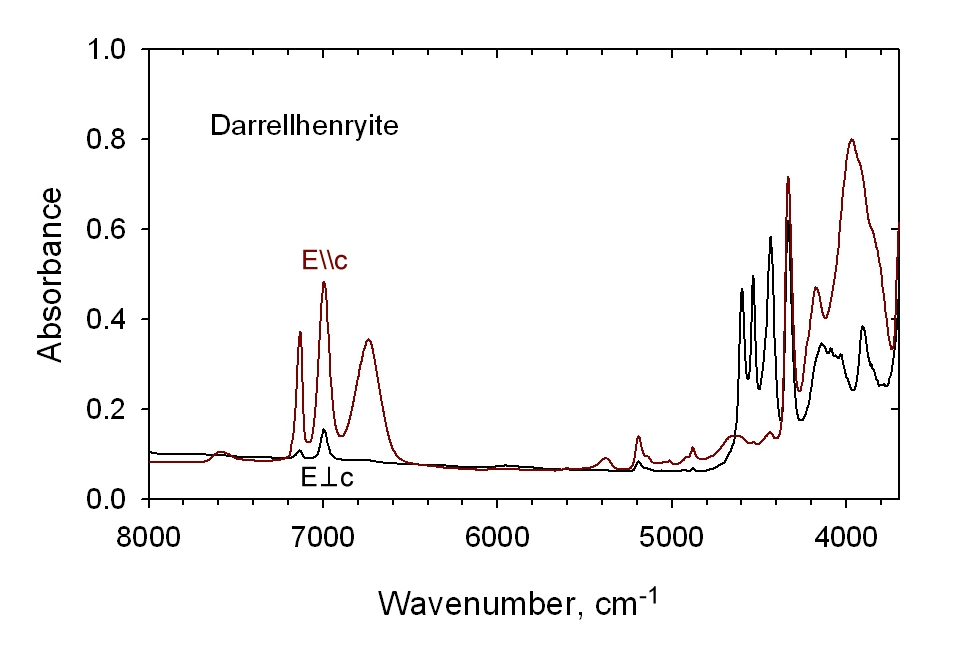 1.0
Darrellhenryite
0.8
0.6
E\\c
Absorbance
0.4
0.2
E⊥c
0.0
8000 7000 6000 5000 4000
Wavenumber, cm⁻¹